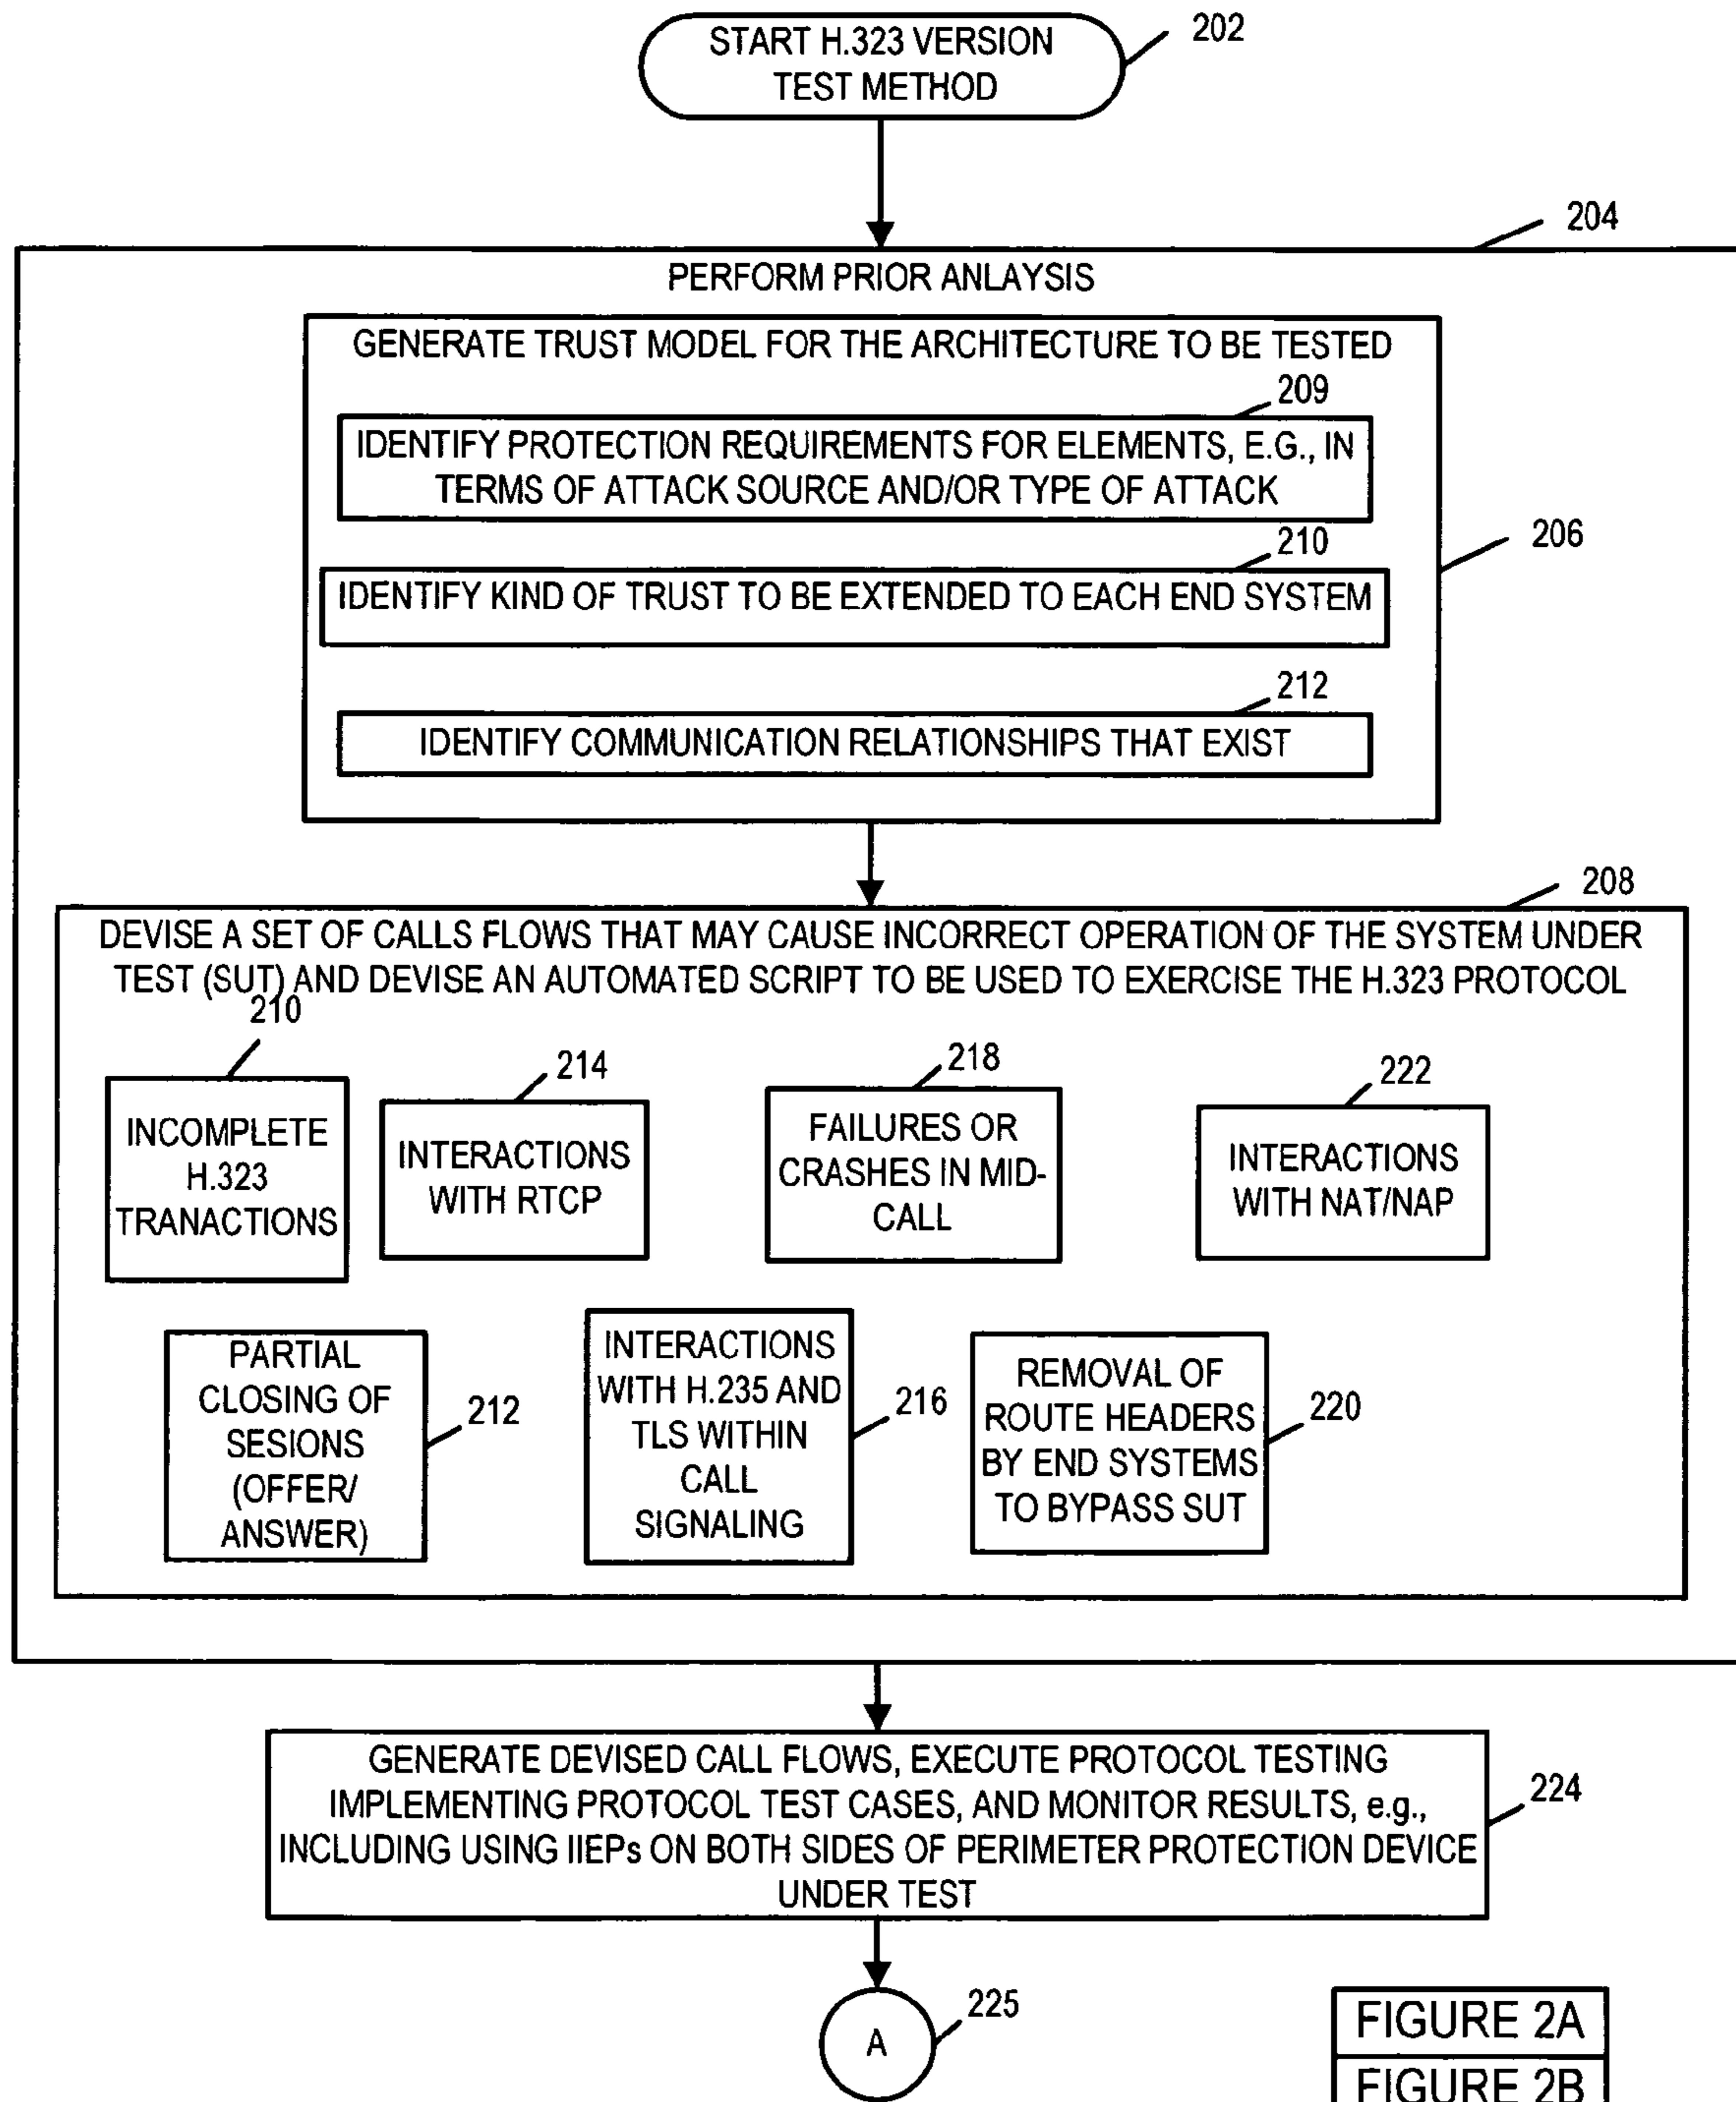 START H.323 VERSION
TEST METHOD
202
204
PERFORM PRIOR ANLAYSIS
GENERATE TRUST MODEL FOR THE ARCHITECTURE TO BE TESTED
209
IDENTIFY PROTECTION REQUIREMENTS FOR ELEMENTS, E.G., IN
TERMS OF ATTACK SOURCE AND/OR TYPE OF ATTACK
206
210
IDENTIFY KIND OF TRUST TO BE EXTENDED TO EACH END SYSTEM
212
IDENTIFY COMMUNICATION RELATIONSHIPS THAT EXIST
208
DEVISE A SET OF CALLS FLOWS THAT MAY CAUSE INCORRECT OPERATION OF THE SYSTEM UNDER
TEST (SUT) AND DEVISE AN AUTOMATED SCRIPT TO BE USED TO EXERCISE THE H.323 PROTOCOL
210
INCOMPLETE
H.323
TRANACTIONS
214
INTERACTIONS
WITH RTCP
218
FAILURES OR
CRASHES IN MID-
CALL
222
INTERACTIONS
WITH NAT/NAP
PARTIAL
CLOSING OF
SESIONS
(OFFER/
ANSWER)
212
INTERACTIONS
WITH H.235 AND
TLS WITHIN
CALL
SIGNALING
216
REMOVAL OF
ROUTE HEADERS
BY END SYSTEMS
TO BYPASS SUT
220
GENERATE DEVISED CALL FLOWS, EXECUTE PROTOCOL TESTING
IMPLEMENTING PROTOCOL TEST CASES, AND MONITOR RESULTS, e.g.,
INCLUDING USING IIEPs ON BOTH SIDES OF PERIMETER PROTECTION DEVICE
UNDER TEST
224
A
225
FIGURE 2A
FIGURE 2B